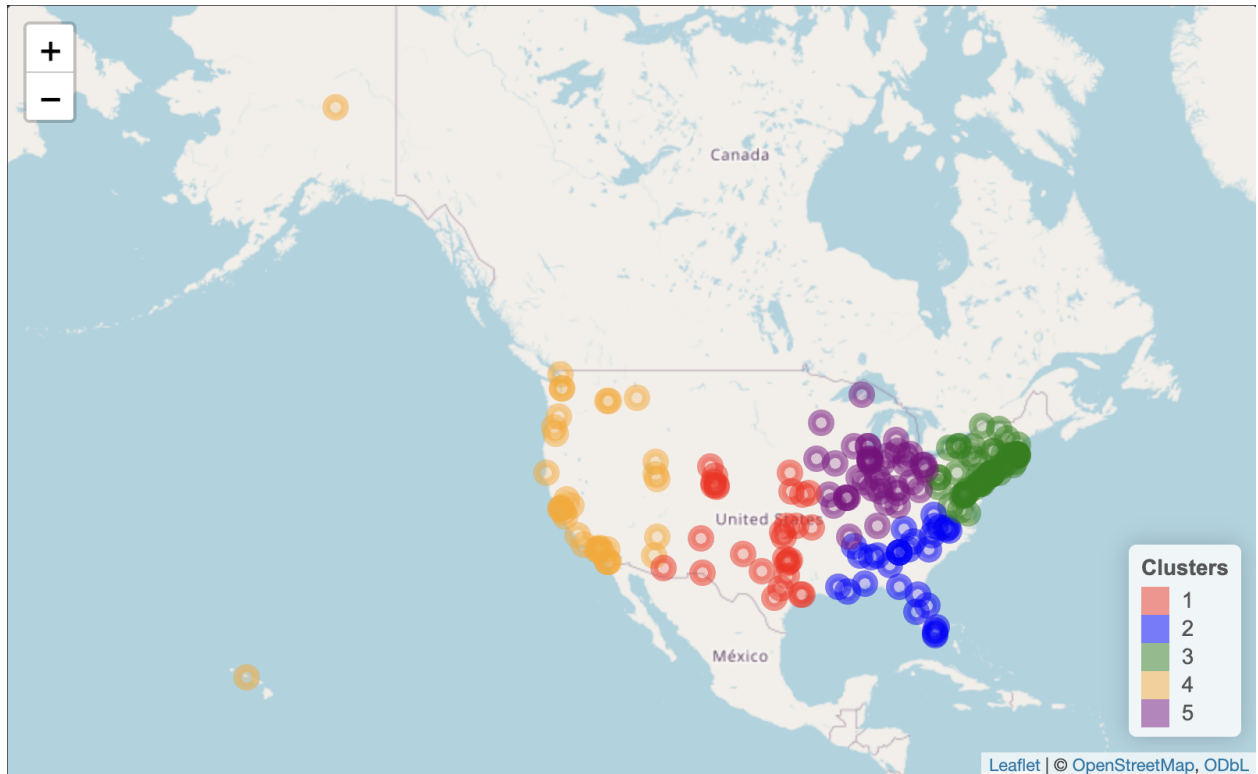 +
−
Canada
United States
México
Clusters
1
2
3
4
5
Leaflet | © OpenStreetMap, ODbL